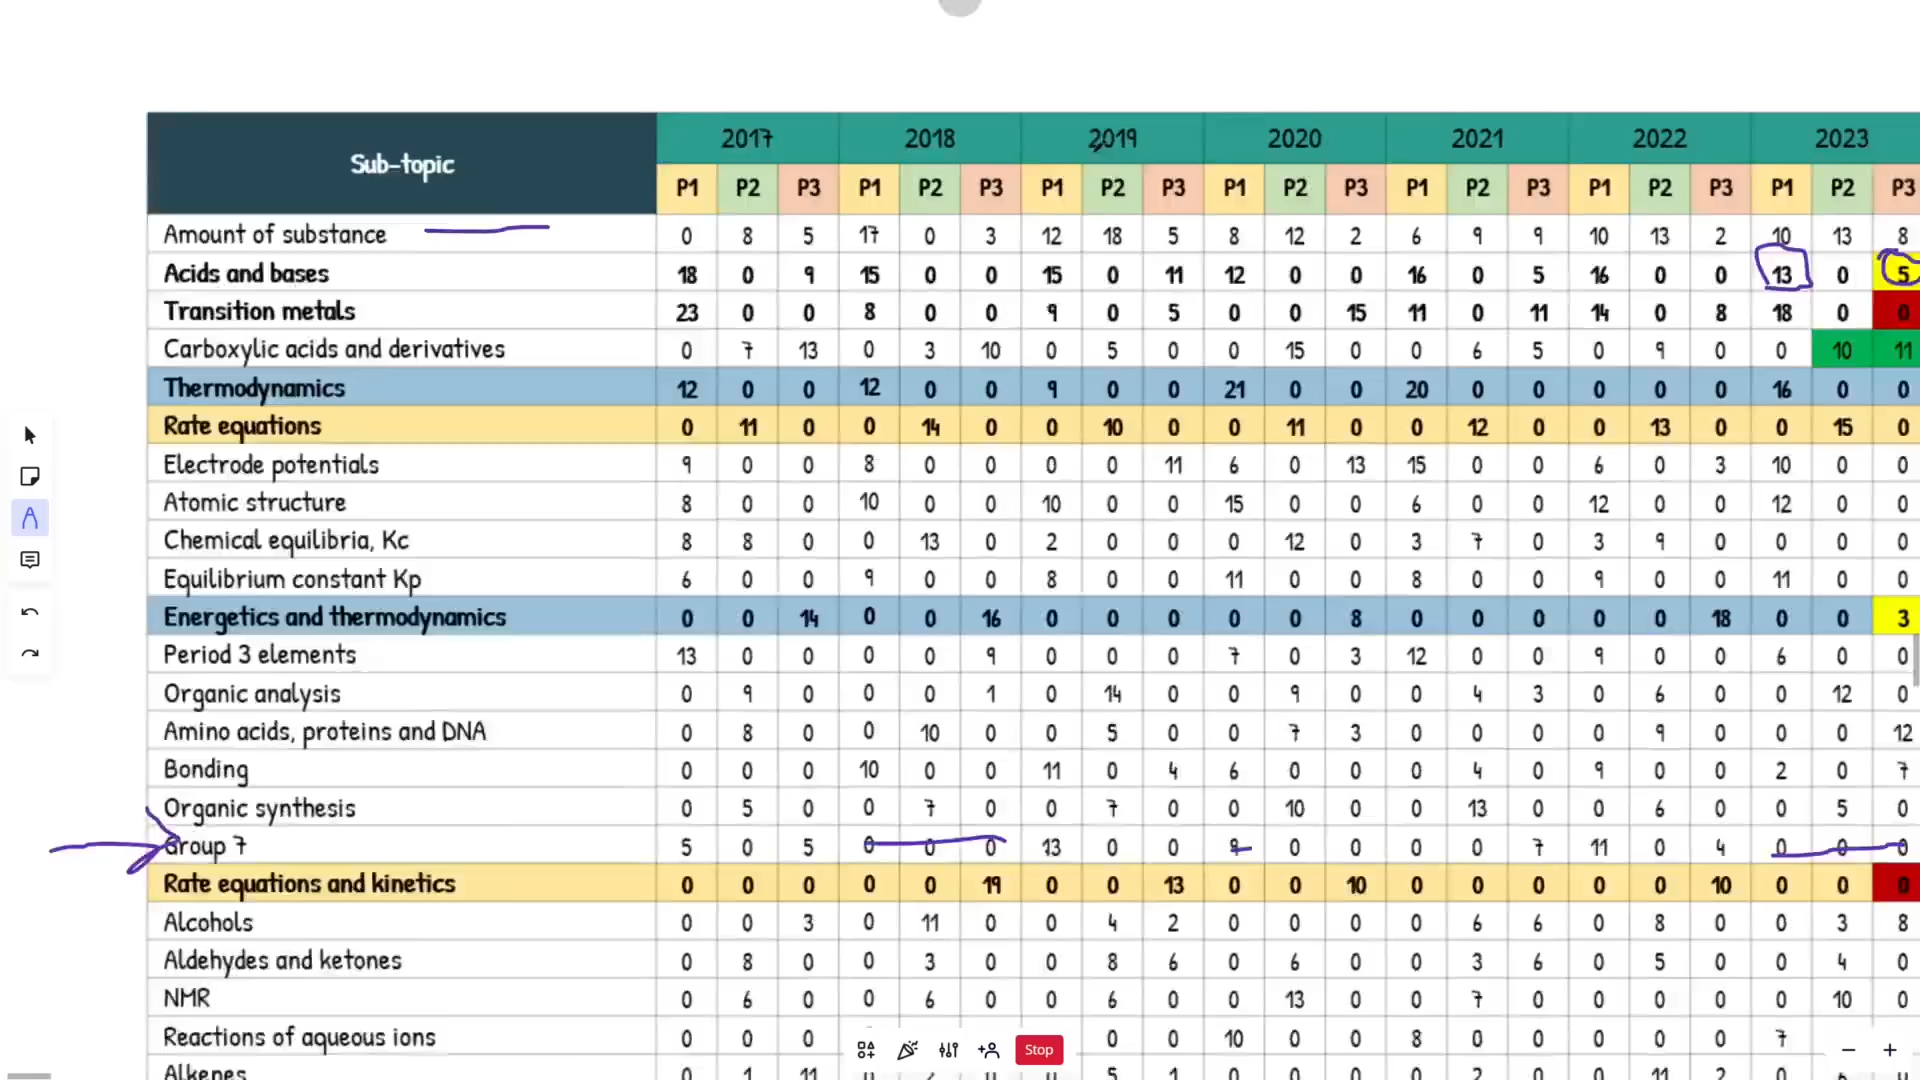 Sub-topic 2017 2018 2019 2020 2021 2022 2023
P1 P2 P3 P1 P2 P3 P1 P2 P3 P1 P2 P3 P1 P2 P3 P1 P2 P3 P1 P2 P3
Amount of substance 0 8 5 17 0 3 12 18 5 8 12 2 6 9 9 10 13 2 10 13 8
Acids and bases 18 0 9 15 0 0 15 0 11 12 0 0 16 0 5 16 0 0 13 0 5
Transition metals 23 0 0 8 0 0 9 0 5 0 0 15 11 0 11 14 0 8 18 0 0
Carboxylic acids and derivatives 0 7 13 0 3 10 0 5 0 0 15 0 0 6 5 0 9 0 0 10 11
Thermodynamics 12 0 0 12 0 0 9 0 0 21 0 0 20 0 0 0 0 0 16 0 0
Rate equations 0 11 0 0 14 0 0 10 0 0 11 0 0 12 0 0 13 0 0 15 0
Electrode potentials 9 0 0 8 0 0 0 0 11 6 0 13 15 0 0 6 0 3 10 0 0
Atomic structure 8 0 0 10 0 0 10 0 0 15 0 0 6 0 0 12 0 0 12 0 0
Chemical equilibria, Kc 8 8 0 0 13 0 2 0 0 0 12 0 3 7 0 3 9 0 0 0 0
Equilibrium constant Kp 6 0 0 9 0 0 8 0 0 11 0 0 8 0 0 9 0 0 11 0 0
Energetics and thermodynamics 0 0 14 0 0 16 0 0 0 0 0 8 0 0 0 0 0 18 0 0 3
Period 3 elements 13 0 0 0 0 9 0 0 0 7 0 3 12 0 0 9 0 0 6 0 0
Organic analysis 0 9 0 0 0 1 0 14 0 0 9 0 0 4 3 0 6 0 0 12 0
Amino acids, proteins and DNA 0 8 0 0 10 0 0 5 0 0 7 3 0 0 0 0 9 0 0 0 12
Bonding 0 0 0 10 0 0 11 0 4 6 0 0 0 4 0 9 0 0 2 0 7
Organic synthesis 0 5 0 0 7 0 0 7 0 0 10 0 0 13 0 0 6 0 0 5 0
Group 7 5 0 5 0 0 0 13 0 0 0 0 0 0 7 11 0 4 0 0 0
Rate equations and kinetics 0 0 0 0 0 19 0 0 13 0 0 10 0 0 0 0 0 10 0 0 0
Alcohols 0 0 3 0 11 0 0 4 2 0 0 0 0 6 6 0 8 0 0 3 8
Aldehydes and ketones 0 8 0 0 3 0 0 8 6 0 6 0 0 3 6 0 5 0 0 4 0
NMR 0 6 0 0 6 0 0 6 0 0 13 0 0 7 0 0 0 0 0 10 0
Reactions of aqueous ions 0 0 0 0 0 10 0 0 8 0 0 0 0 0 7
Stop
Alkenes 0 1 11 0 5 1 0 0 0 0 2 0 0 11 2 0